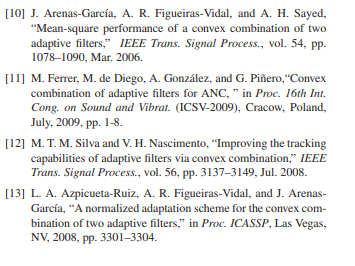 [10] J. Arenas-García, A. R. Figueiras-Vidal, and A. H. Sayed,
“Mean-square performance of a convex combination of two
adaptive filters,” IEEE Trans. Signal Process., vol. 54, pp.
1078–1090, Mar. 2006.
[11] M. Ferrer, M. de Diego, A. González, and G. Piñero,“Convex
combination of adaptive filters for ANC, ” in Proc. 16th Int.
Cong. on Sound and Vibrat. (ICSV-2009), Cracow, Poland,
July, 2009, pp. 1-8.
[12] M. T. M. Silva and V. H. Nascimento, “Improving the tracking
capabilities of adaptive filters via convex combination,” IEEE
Trans. Signal Process., vol. 56, pp. 3137–3149, Jul. 2008.
[13] L. A. Azpicueta-Ruiz, A. R. Figueiras-Vidal, and J. Arenas-
García, “A normalized adaptation scheme for the convex com-
bination of two adaptive filters,” in Proc. ICASSP, Las Vegas,
NV, 2008, pp. 3301–3304.